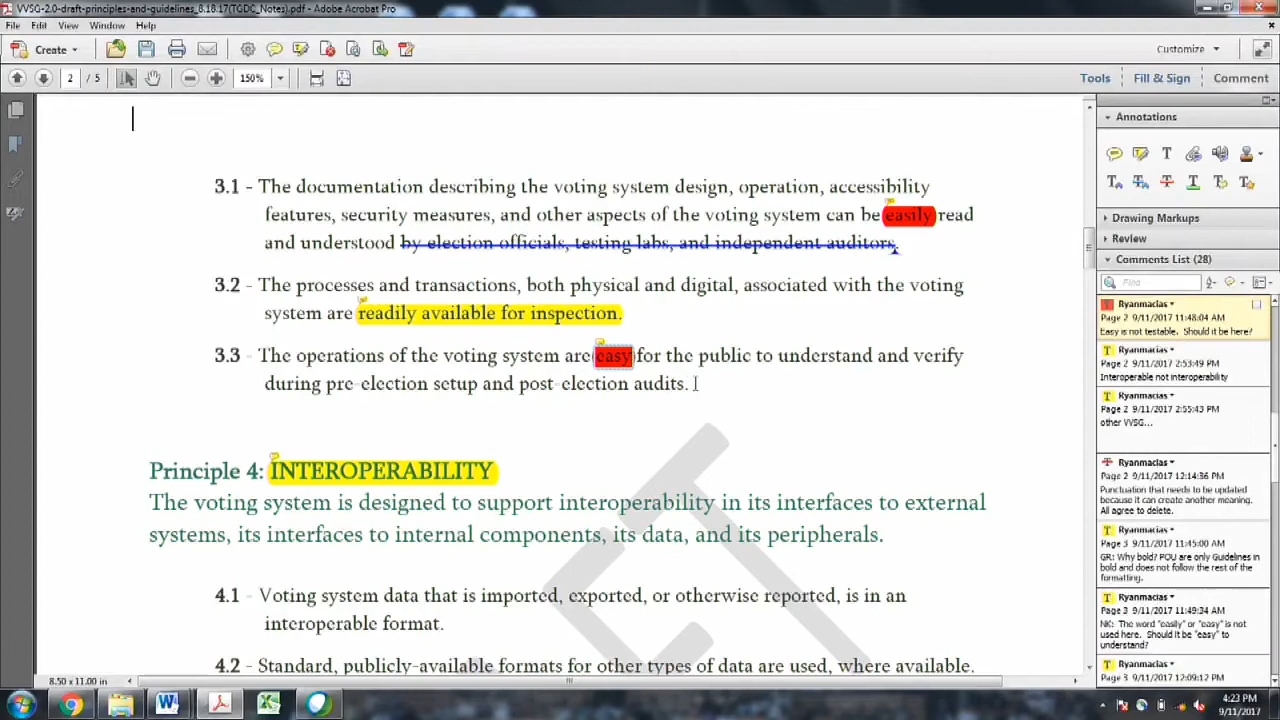 VVSG-2.0-draft-principles-and-guidelines_8.18.17(TGDC_Notes).pdf - Adobe Acrobat Pro
File Edit View Window Help
Create Customize
2 / 5 150% Tools Fill & Sign Comment
3.1 - The documentation describing the voting system design, operation, accessibility
features, security measures, and other aspects of the voting system can be easily read
and understood by election officials, testing labs, and independent auditors.
3.2 - The processes and transactions, both physical and digital, associated with the voting
system are readily available for inspection.
3.3 - The operations of the voting system are easy for the public to understand and verify
during pre-election setup and post-election audits.
Principle 4: INTEROPERABILITY
The voting system is designed to support interoperability in its interfaces to external
systems, its interfaces to internal components, its data, and its peripherals.
4.1 - Voting system data that is imported, exported, or otherwise reported, is in an
interoperable format.
4.2 - Standard, publicly-available formats for other types of data are used, where available.
CT
8.50 x 11.00 in
Annotations
Drawing Markups
Review
Comments List (28)
Find
Ryanmacias
Page 2 9/11/2017 11:48:04 AM
Easy is not testable. Should it be here?
Ryanmacias
Page 2 9/11/2017 2:53:49 PM
Interoperable not interoperability
Ryanmacias
Page 2 9/11/2017 2:55:43 PM
other VVSG...
Ryanmacias
Page 2 9/11/2017 12:14:36 PM
Punctuation that needs to be updated
because it can create another meaning.
All agree to delete.
Ryanmacias
Page 3 9/11/2017 11:45:00 AM
GR: Why bold? POU are only Guidelines in
bold and does not follow the rest of the
formatting.
Ryanmacias
Page 3 9/11/2017 11:49:34 AM
NK: The word "easily" or "easy" is not
used here. Should it be "easy" to
understand?
Ryanmacias
Page 3 9/11/2017 12:09:12 PM
4:23 PM
9/11/2017